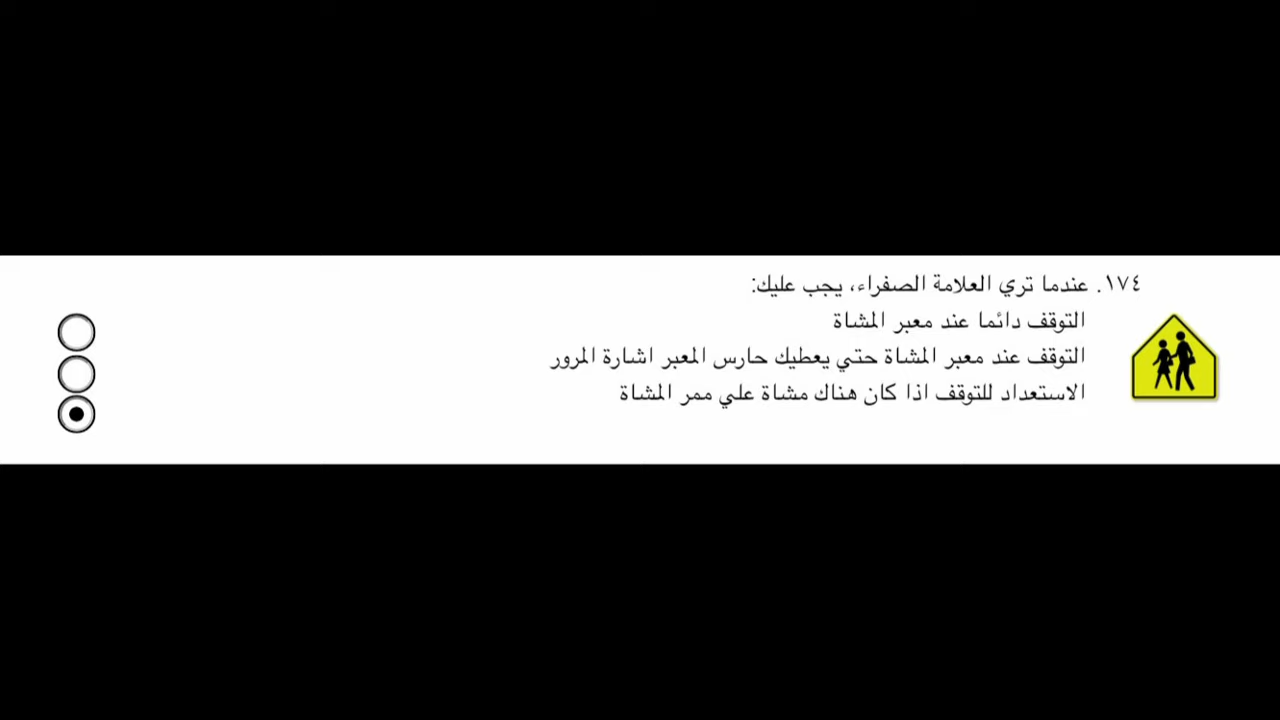 ١٧٤. عندما تري العلامة الصفراء، يجب عليك:
التوقف دائما عند معبر المشاة
التوقف عند معبر المشاة حتي يعطيك حارس المعبر اشارة المرور
الاستعداد للتوقف اذا كان هناك مشاة علي ممر المشاة